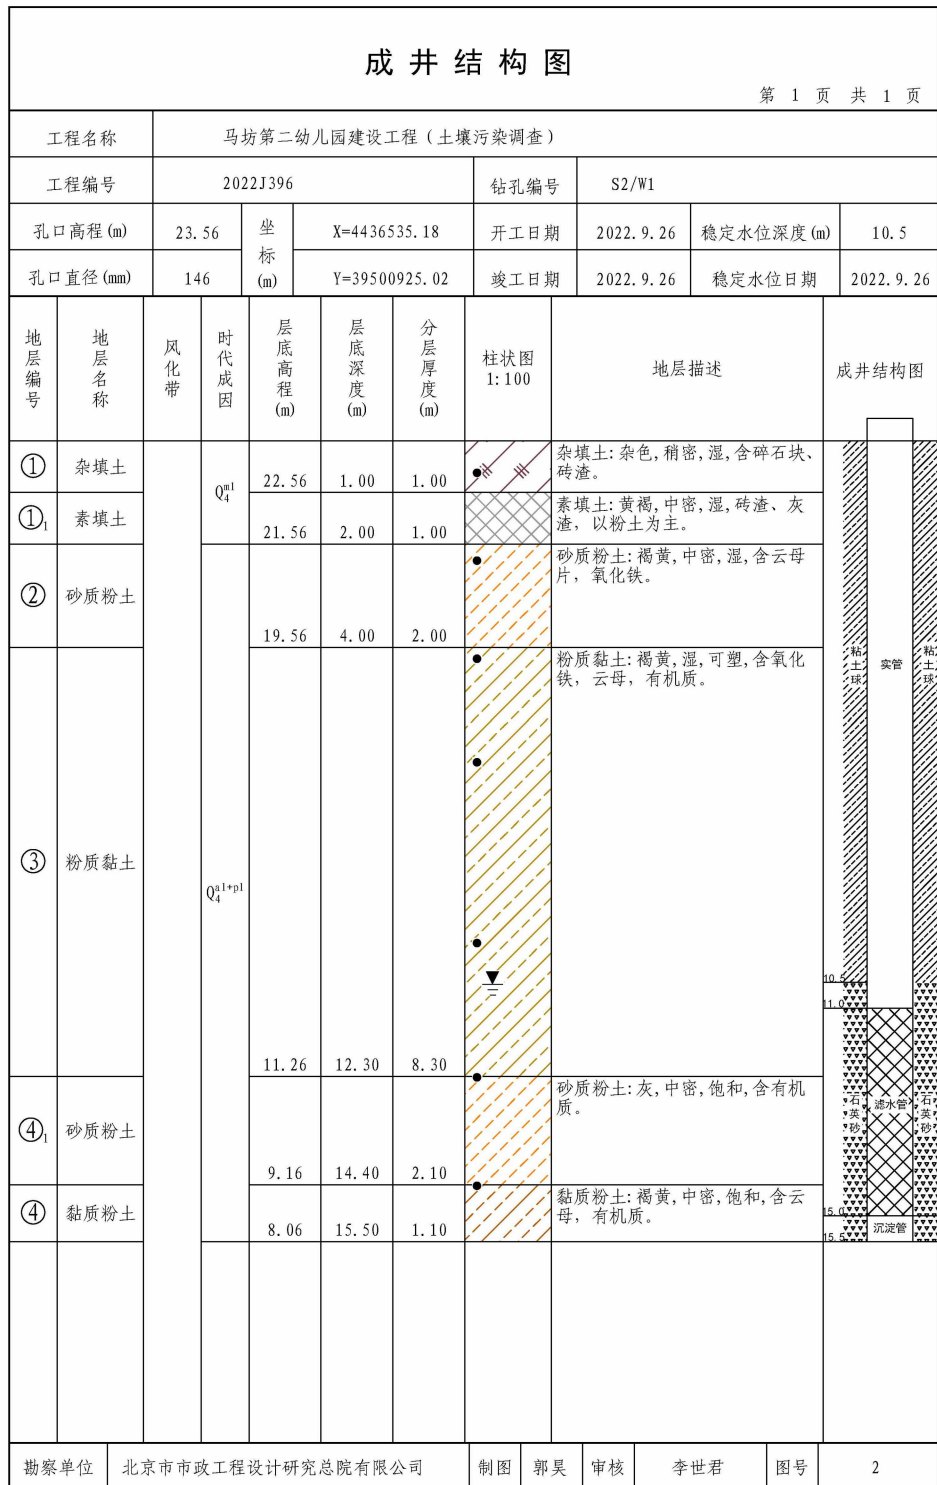 成井结构图
第 1 页 共 1 页
工程名称 马坊第二幼儿园建设工程(土壤污染调查)
工程编号 2022J396 钻孔编号 S2/W1
孔口高程(m) 23.56 坐标(m) X=4436535.18 开工日期 2022.9.26 稳定水位深度(m) 10.5
孔口直径(mm) 146 Y=39500925.02 竣工日期 2022.9.26 稳定水位日期 2022.9.26
地层编号 地层名称 风化带 时代成因 层底高程(m) 层底深度(m) 分层厚度(m) 柱状图 1:100 地层描述 成井结构图
① 杂填土 Q4ml 22.56 1.00 1.00 杂填土:杂色,稍密,湿,含碎石块、
砖渣。
①1 素填土 21.56 2.00 1.00 素填土:黄褐,中密,湿,砖渣、灰
渣，以粉土为主。
② 砂质粉土 19.56 4.00 2.00 砂质粉土:褐黄,中密,湿,含云母
片，氧化铁。
③ 粉质黏土 Q4al+pl 11.26 12.30 8.30 粉质黏土:褐黄,湿,可塑,含氧化
铁，云母，有机质。
④1 砂质粉土 9.16 14.40 2.10 砂质粉土:灰,中密,饱和,含有机
质。
④ 黏质粉土 8.06 15.50 1.10 黏质粉土:褐黄,中密,饱和,含云
母，有机质。
粘土球 实管 粘土球
10.5
11.0
石英砂 滤水管 石英砂
15.0
沉淀管
15.5
勘察单位 北京市市政工程设计研究总院有限公司 制图 郭昊 审核 李世君 图号 2